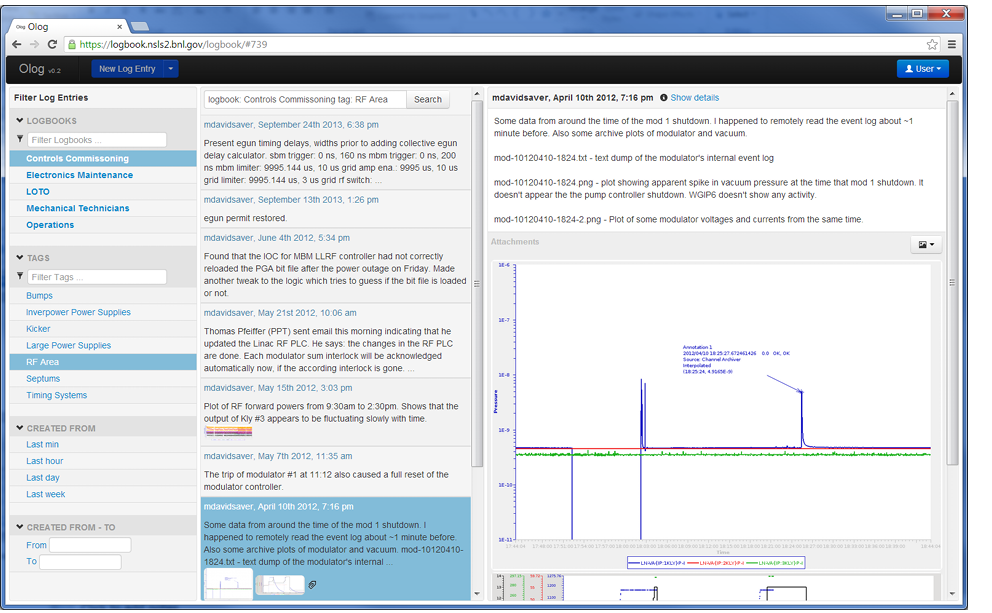 Olog
https://logbook.nsls2.bnl.gov/logbook/#739
Olog v0.2
New Log Entry
User
Filter Log Entries
LOGBOOKS
Filter Logbooks ...
Controls Commissoning
Electronics Maintenance
LOTO
Mechanical Technicians
Operations
TAGS
Filter Tags ...
Bumps
Inverpower Power Supplies
Kicker
Large Power Supplies
RF Area
Septums
Timing Systems
CREATED FROM
Last min
Last hour
Last day
Last week
CREATED FROM - TO
From
To
logbook: Controls Commissoning tag: RF Area
Search
mdavidsaver, September 24th 2013, 6:38 pm
Present egun timing delays, widths prior to adding collective egun
delay calculator. sbm trigger: 0 ns, 160 ns mbm trigger: 0 ns, 200
ns mbm limiter: 9995.144 us, 10 us grid amp ena.: 9995 us, 10 us
grid limiter: 9995.144 us, 3 us grid rf switch: ...
mdavidsaver, September 13th 2013, 1:26 pm
egun permit restored.
mdavidsaver, June 4th 2012, 5:34 pm
Found that the IOC for MBM LLRF controller had not correctly
reloaded the PGA bit file after the power outage on Friday. Made
another tweak to the logic which tries to guess if the bit file is loaded
or not.
mdavidsaver, May 21st 2012, 10:06 am
Thomas Pfeiffer (PPT) sent email this morning indicating that he
updated the Linac RF PLC. He says: the changes in the RF PLC
are done. Each modulator sum interlock will be acknowledged
automatically now, if the according interlock is gone. ...
mdavidsaver, May 15th 2012, 3:03 pm
Plot of RF forward powers from 9:30am to 2:30pm. Shows that the
output of Kly #3 appears to be fluctuating slowly with time.
mdavidsaver, May 7th 2012, 11:35 am
The trip of modulator #1 at 11:12 also caused a full reset of the
modulator controller.
mdavidsaver, April 10th 2012, 7:16 pm
Some data from around the time of the mod 1 shutdown. I
happened to remotely read the event log about ~1 minute before.
Also some archive plots of modulator and vacuum. mod-10120410-
1824.txt - text dump of the modulator's internal ...
mdavidsaver, April 10th 2012, 7:16 pm
Show details
Some data from around the time of the mod 1 shutdown. I happened to remotely read the event log about ~1
minute before. Also some archive plots of modulator and vacuum.
mod-10120410-1824.txt - text dump of the modulator's internal event log
mod-10120410-1824.png - plot showing apparent spike in vacuum pressure at the time that mod 1 shutdown. It
doesn't appear the the pump controller shutdown. WGIP6 doesn't show any activity.
mod-10120410-1824-2.png - Plot of some modulator voltages and currents from the same time.
Attachments
1E-6
1E-7
1E-8
1E-9
1E-10
1E-11
Pressure
Annotation 1
2012/04/10 18:25:27.672461426 0.0 OK, OK
Source: Channel Archiver
Interpolated
(18:25:24, 4.9165E-9)
17:44:04
18:44:04
Time
LN-VA{IP:1KLY}P-I
LN-VA{IP:2KLY}P-I
LN-VA{IP:3KLY}P-I